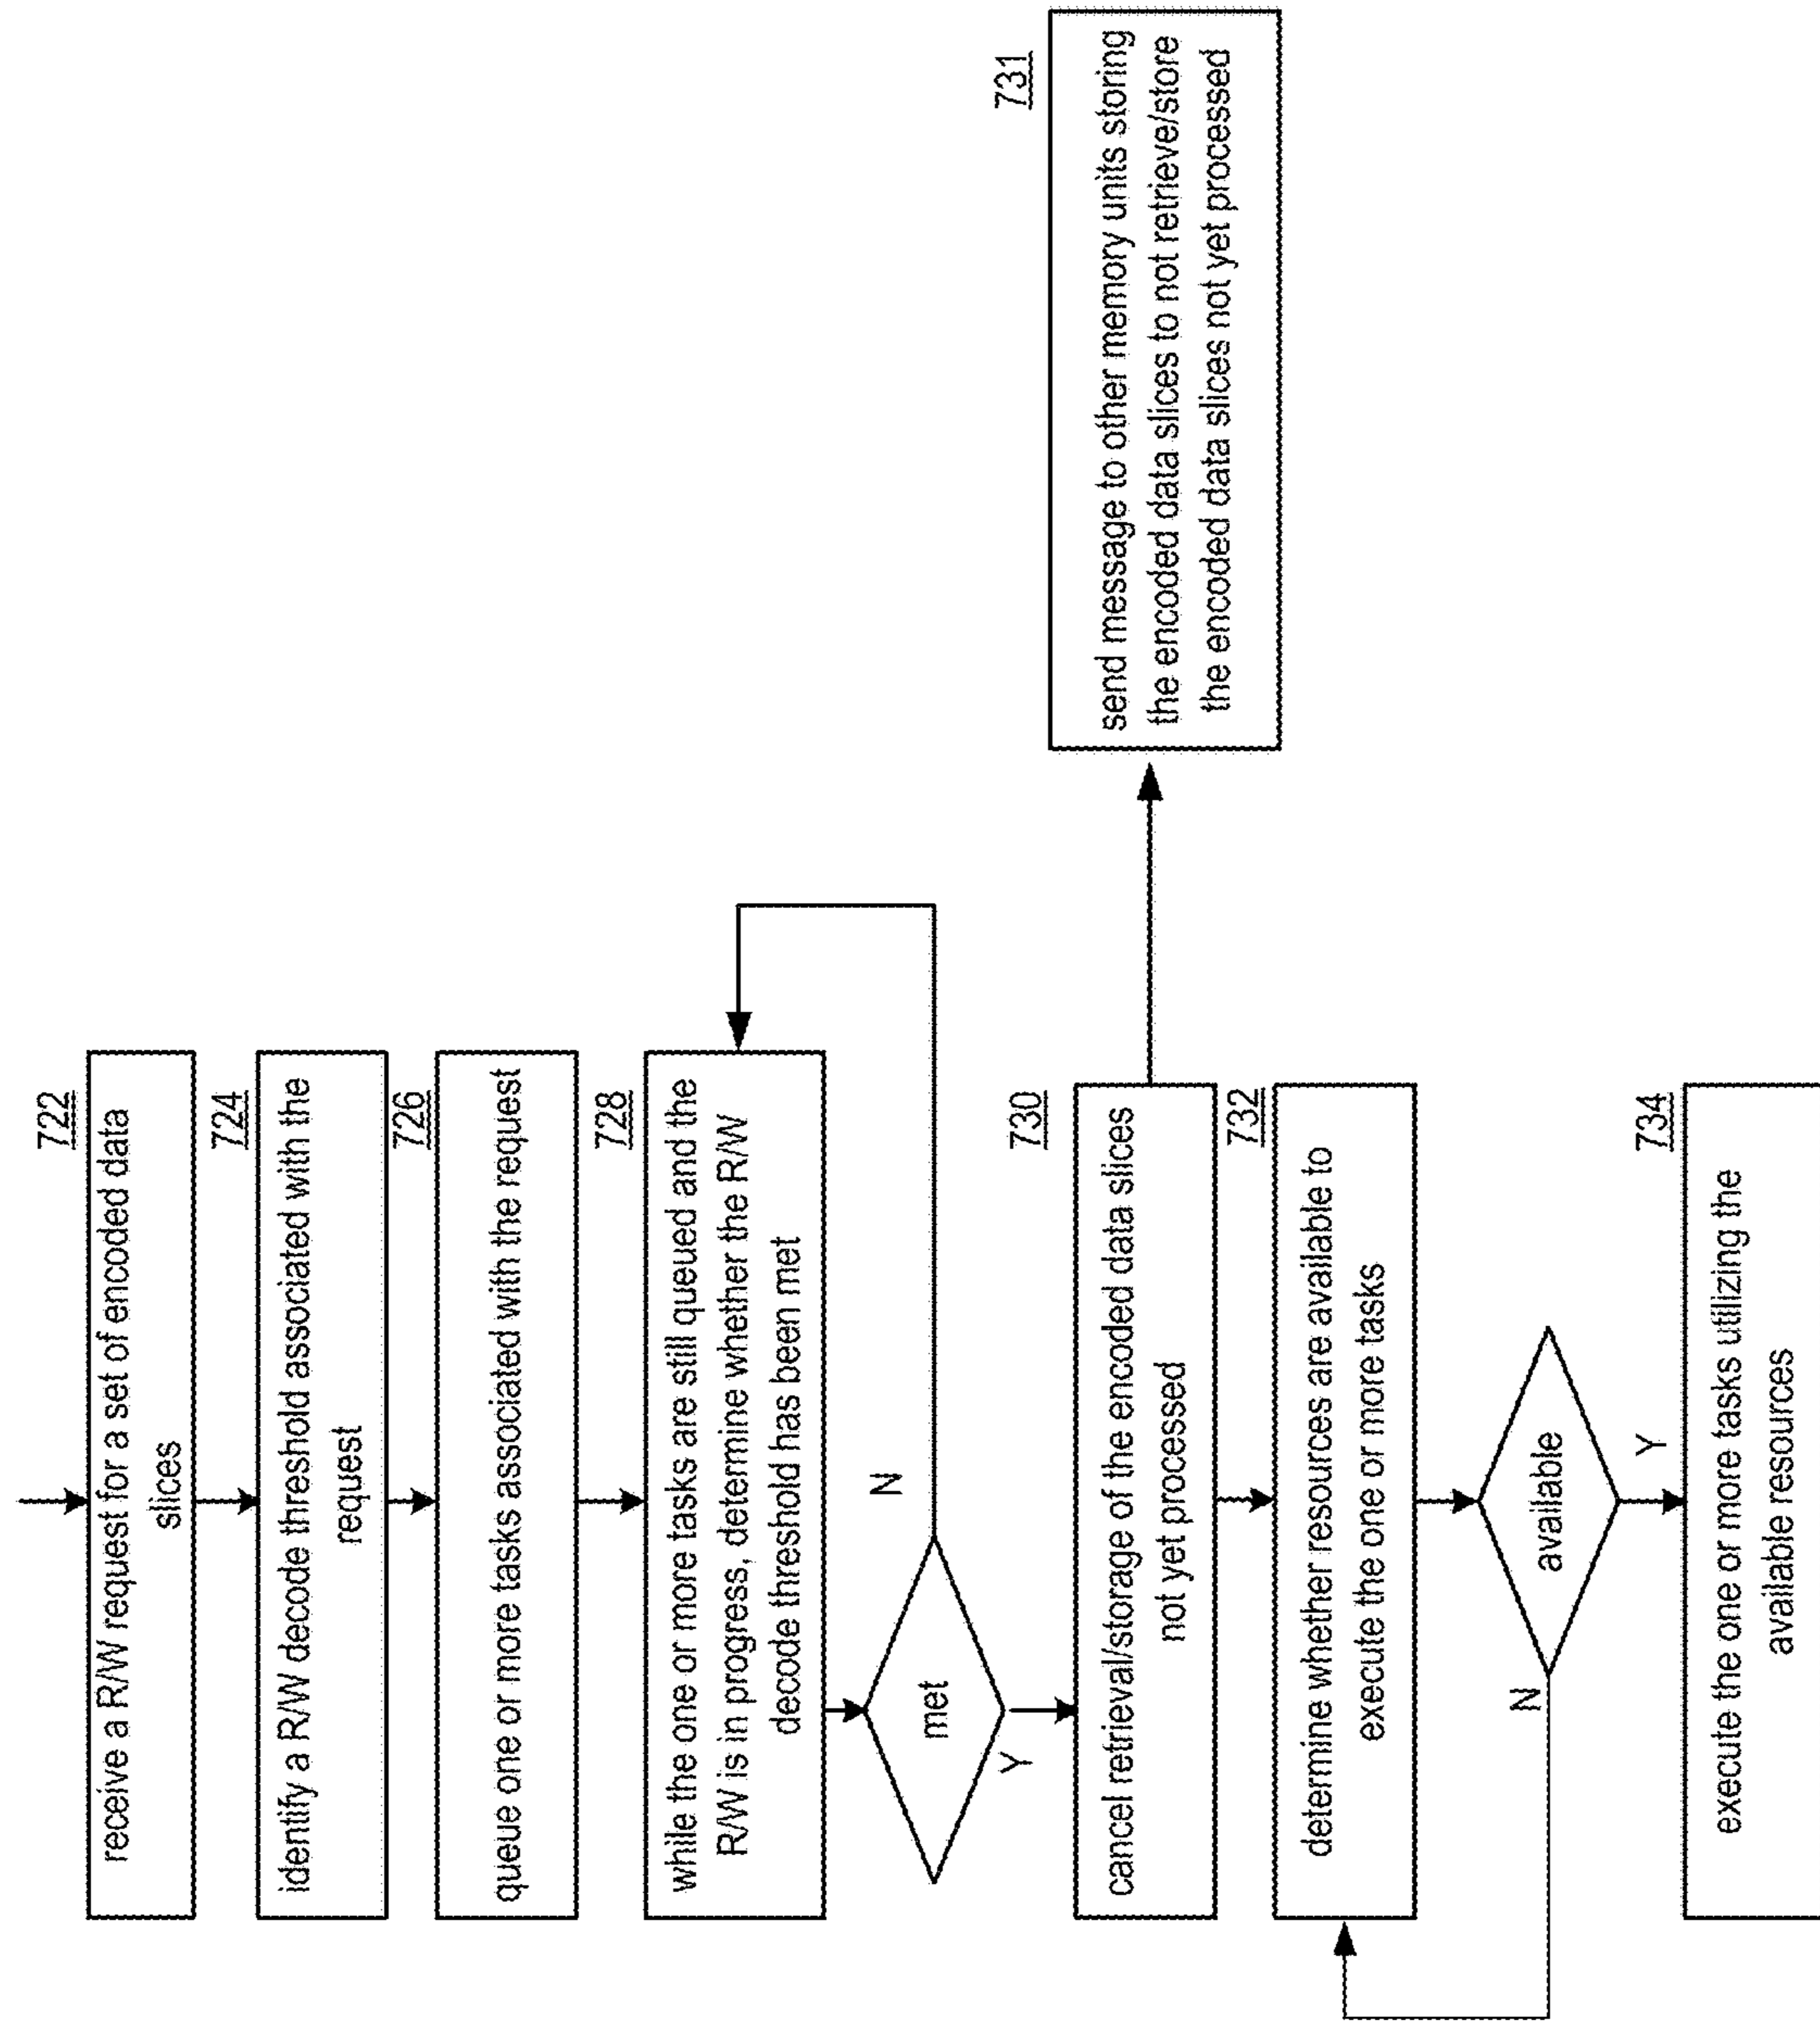 722
receive a R/W request for a set of encoded data
slices
724
identify a R/W decode threshold associated with the
request
726
queue one or more tasks associated with the request
728
while the one or more tasks are still queued and the
R/W is in progress, determine whether the R/W
decode threshold has been met
met
N
Y
730
cancel retrieval/storage of the encoded data slices
not yet processed
731
send message to other memory units storing
the encoded data slices to not retrieve/store
the encoded data slices not yet processed
732
determine whether resources are available to
execute the one or more tasks
available
N
Y
734
execute the one or more tasks utilizing the
available resources